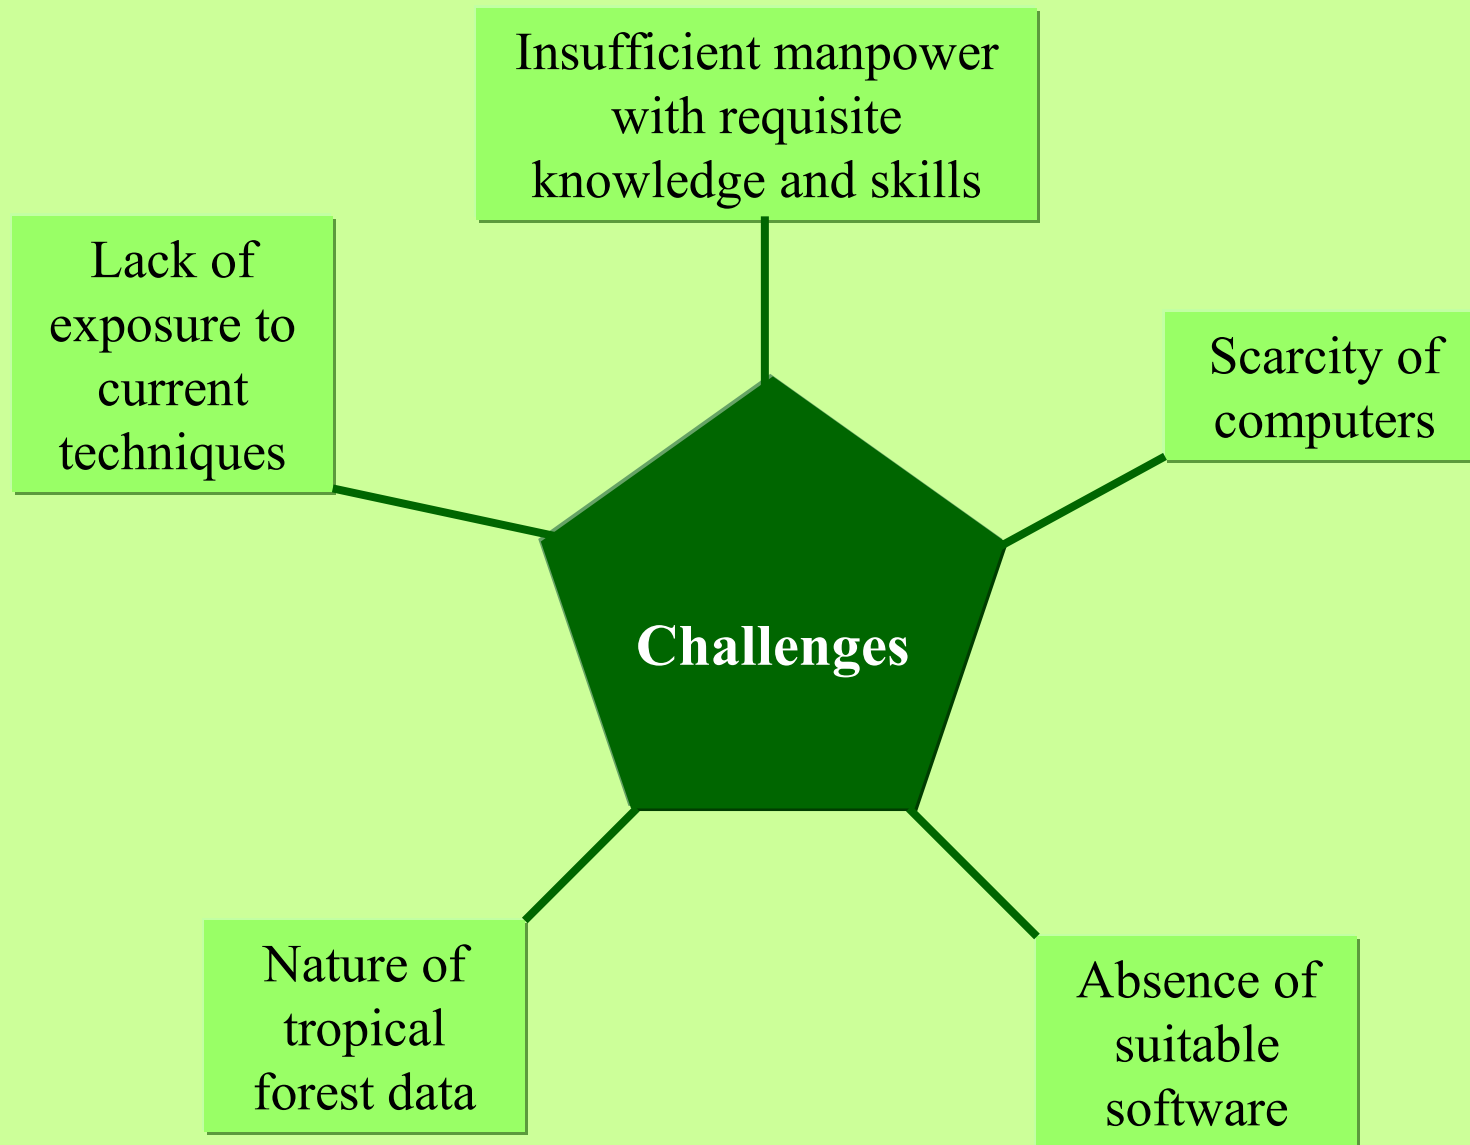 Insufficient manpower
with requisite
knowledge and skills
Lack of
exposure to
current
techniques
Scarcity of
computers
Challenges
Nature of
tropical
forest data
Absence of
suitable
software